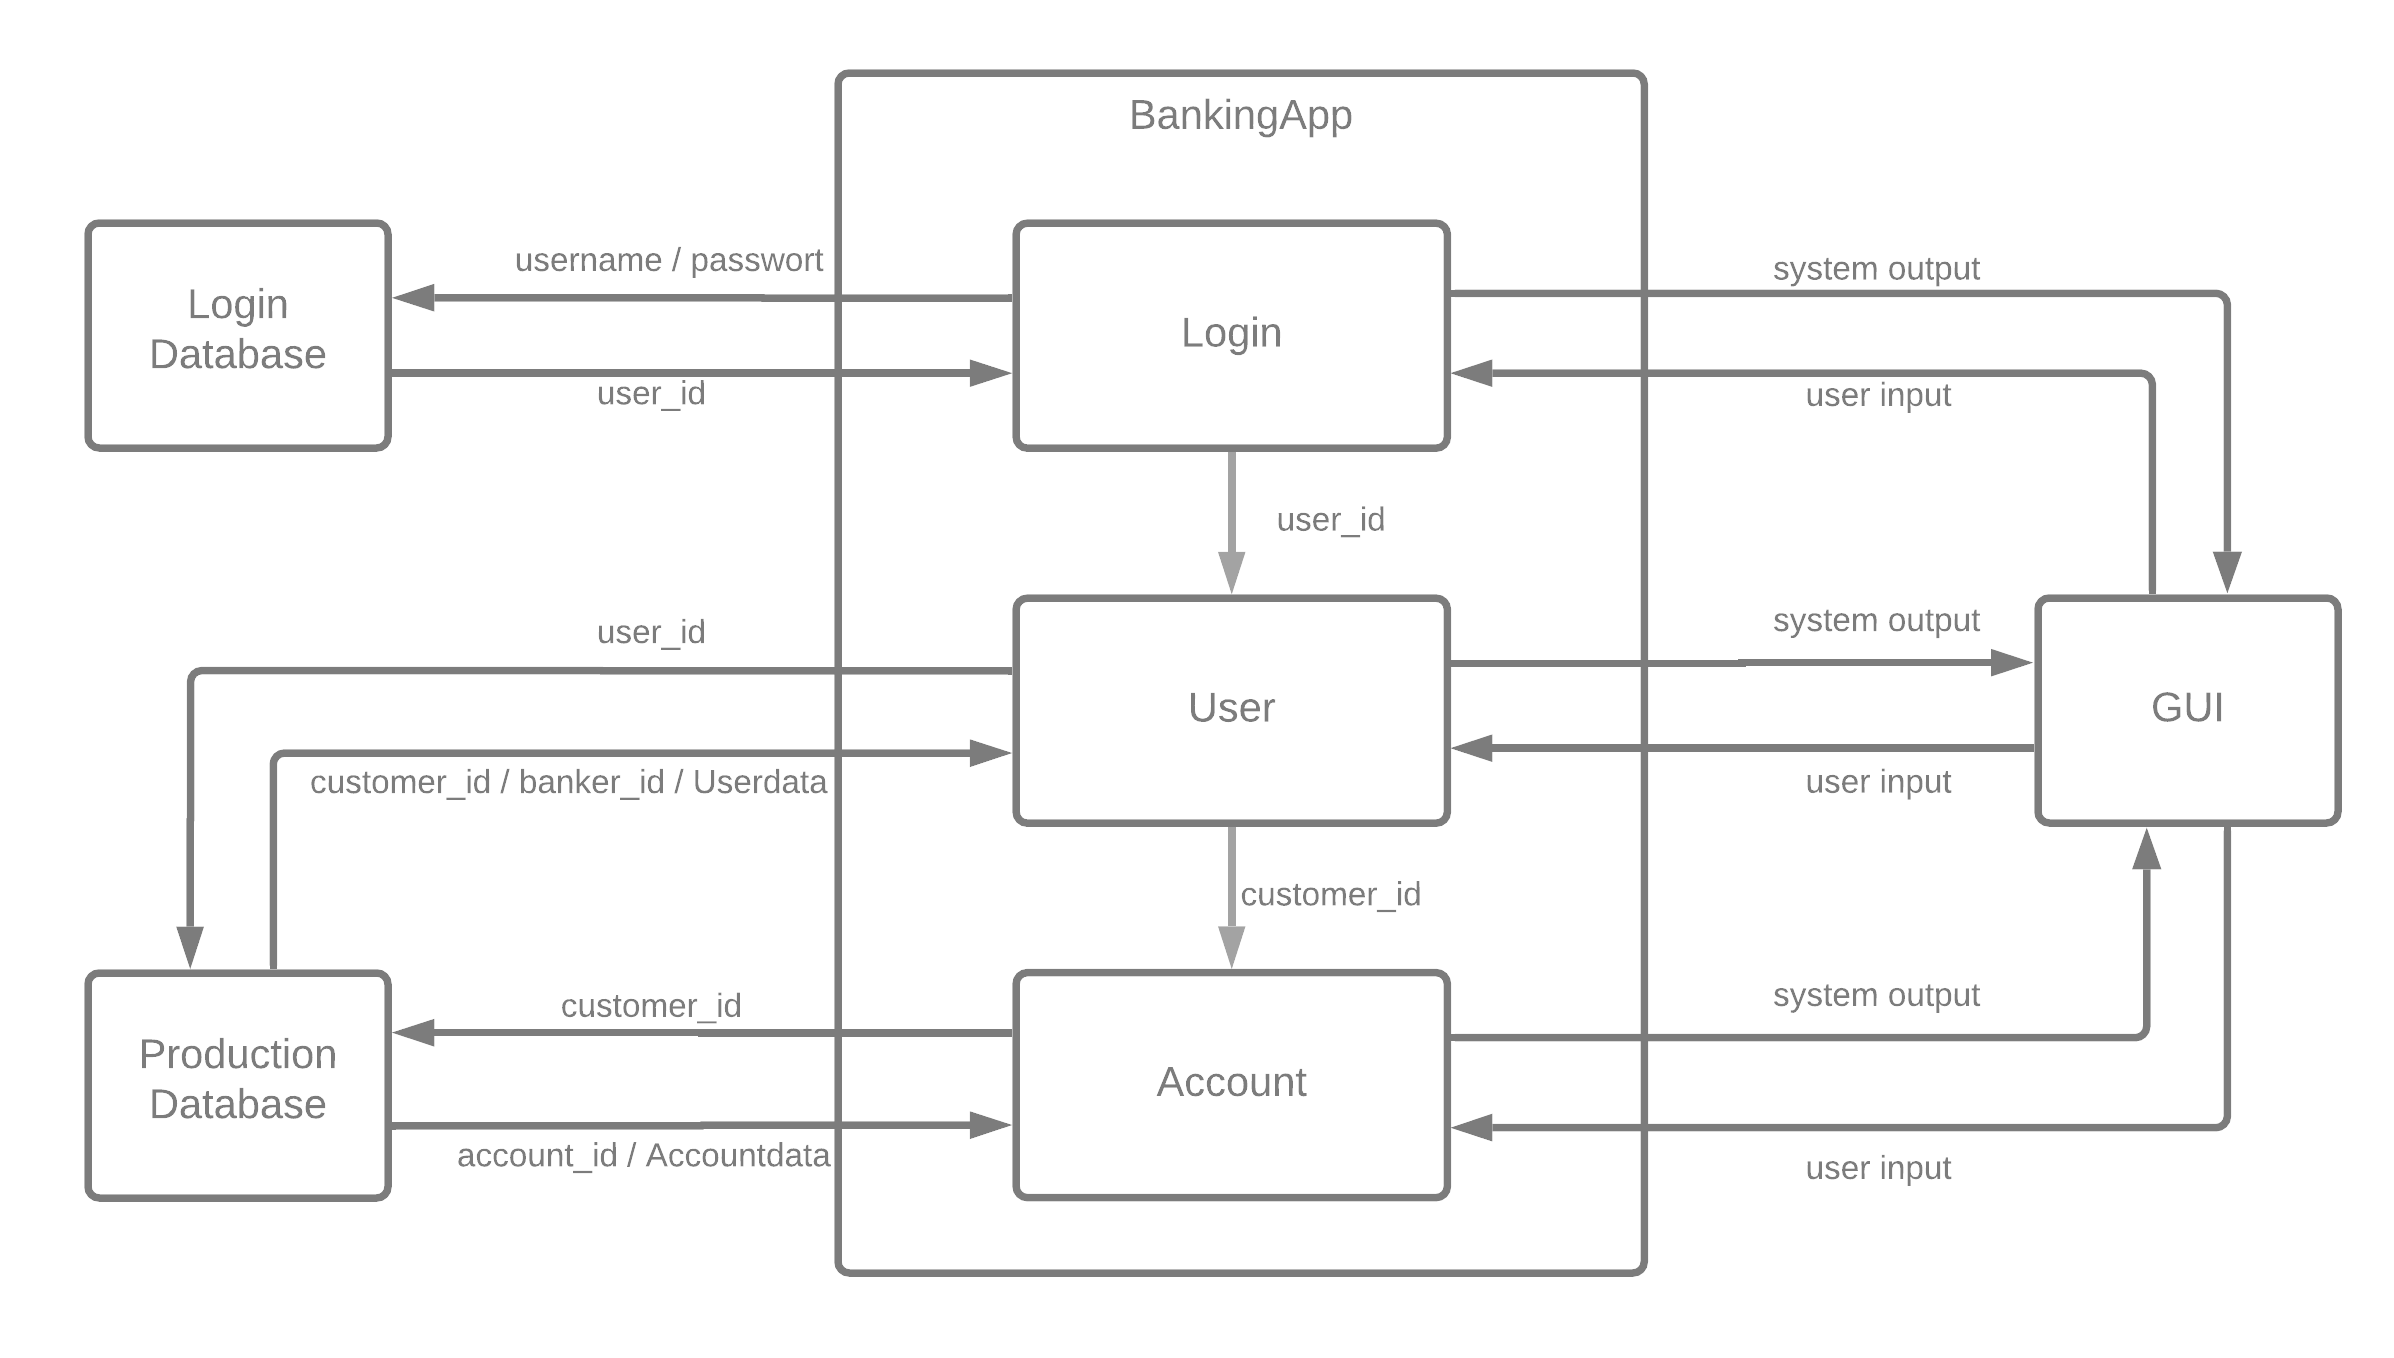 BankingApp
username / passwort
system output
Login
Database
Login
user_id
user input
user_id
user_id
system output
User
GUI
customer_id / banker_id / Userdata
user input
customer_id
customer_id
system output
Production
Database
Account
account_id / Accountdata
user input